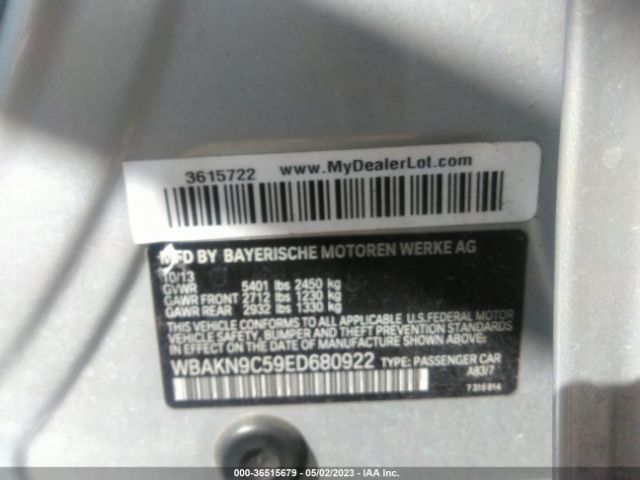 3615722 www.MyDealerLot.com
MFD BY BAYERISCHE MOTOREN WERKE AG
10/13
GVWR 5401 lbs 2450 kg
GAWR FRONT 2712 lbs 1230 kg
GAWR REAR 2932 lbs 1330 kg
THIS VEHICLE CONFORMS TO ALL APPLICABLE U.S. FEDERAL MOTOR
VEHICLE SAFETY, BUMPER, AND THEFT PREVENTION STANDARDS
IN EFFECT ON THE DATE OF MANUFACTURE SHOWN
ABOVE.
WBAKN9C59ED680922 TYPE: PASSENGER CAR
A83/7
000-36515679 - 05/02/2023 - IAA Inc.